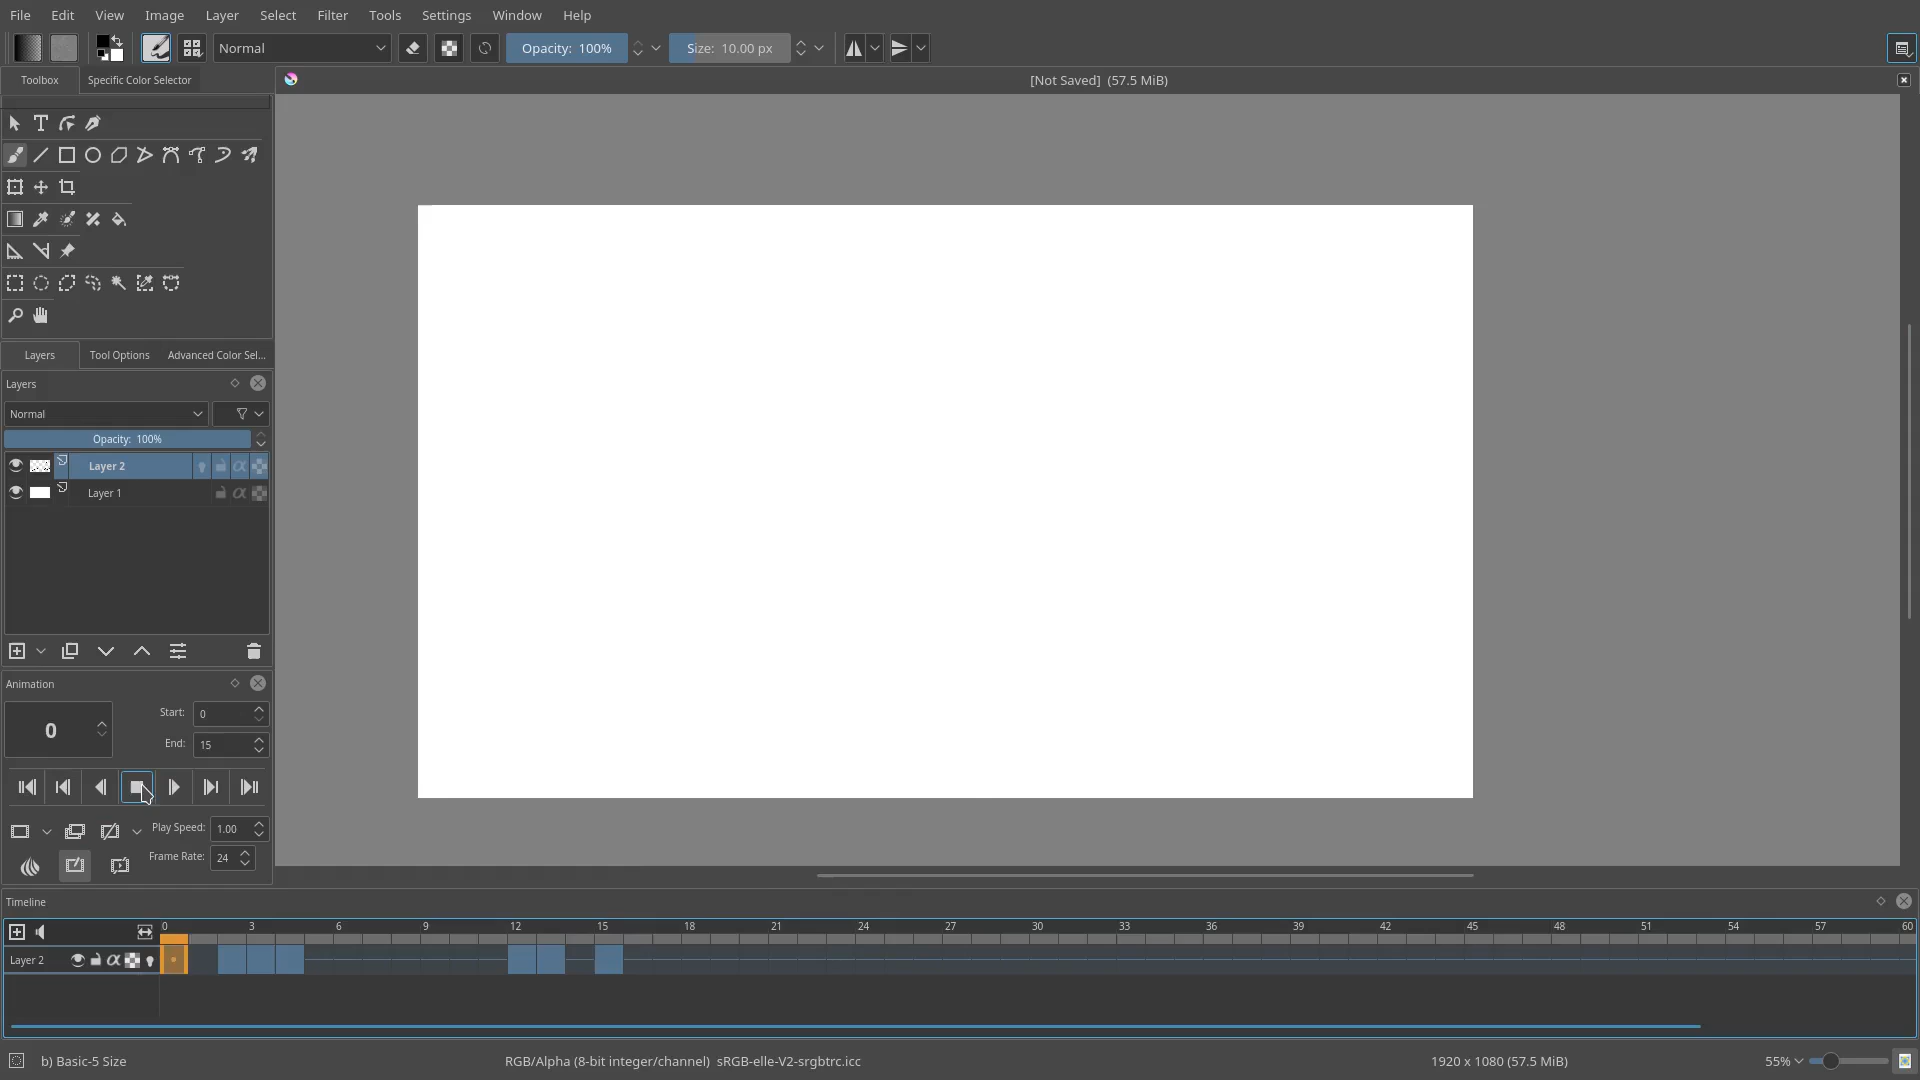 File Edit View Image Layer Select Filter Tools Settings Window Help
Normal Opacity: 100% Size: 10.00 px
Toolbox Specific Color Selector
[Not Saved] (57.5 MiB)
Layers Tool Options Advanced Color Sel...
Layers
Normal
Opacity: 100%
Layer 2
Layer 1
Animation
0
Start: 0
End: 15
Play Speed: 1.00
Frame Rate: 24
Timeline
0 3 6 9 12 15 18 21 24 27 30 33 36 39 42 45 48 51 54 57 60
Layer 2
b) Basic-5 Size
RGB/Alpha (8-bit integer/channel) sRGB-elle-V2-srgbtrc.icc
1920 x 1080 (57.5 MiB)
55%